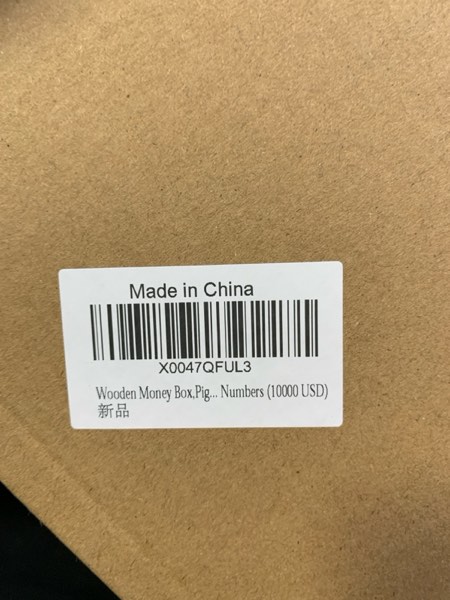 Made in China
X0047QFUL3
Wooden Money Box,Pig... Numbers (10000 USD)
新品